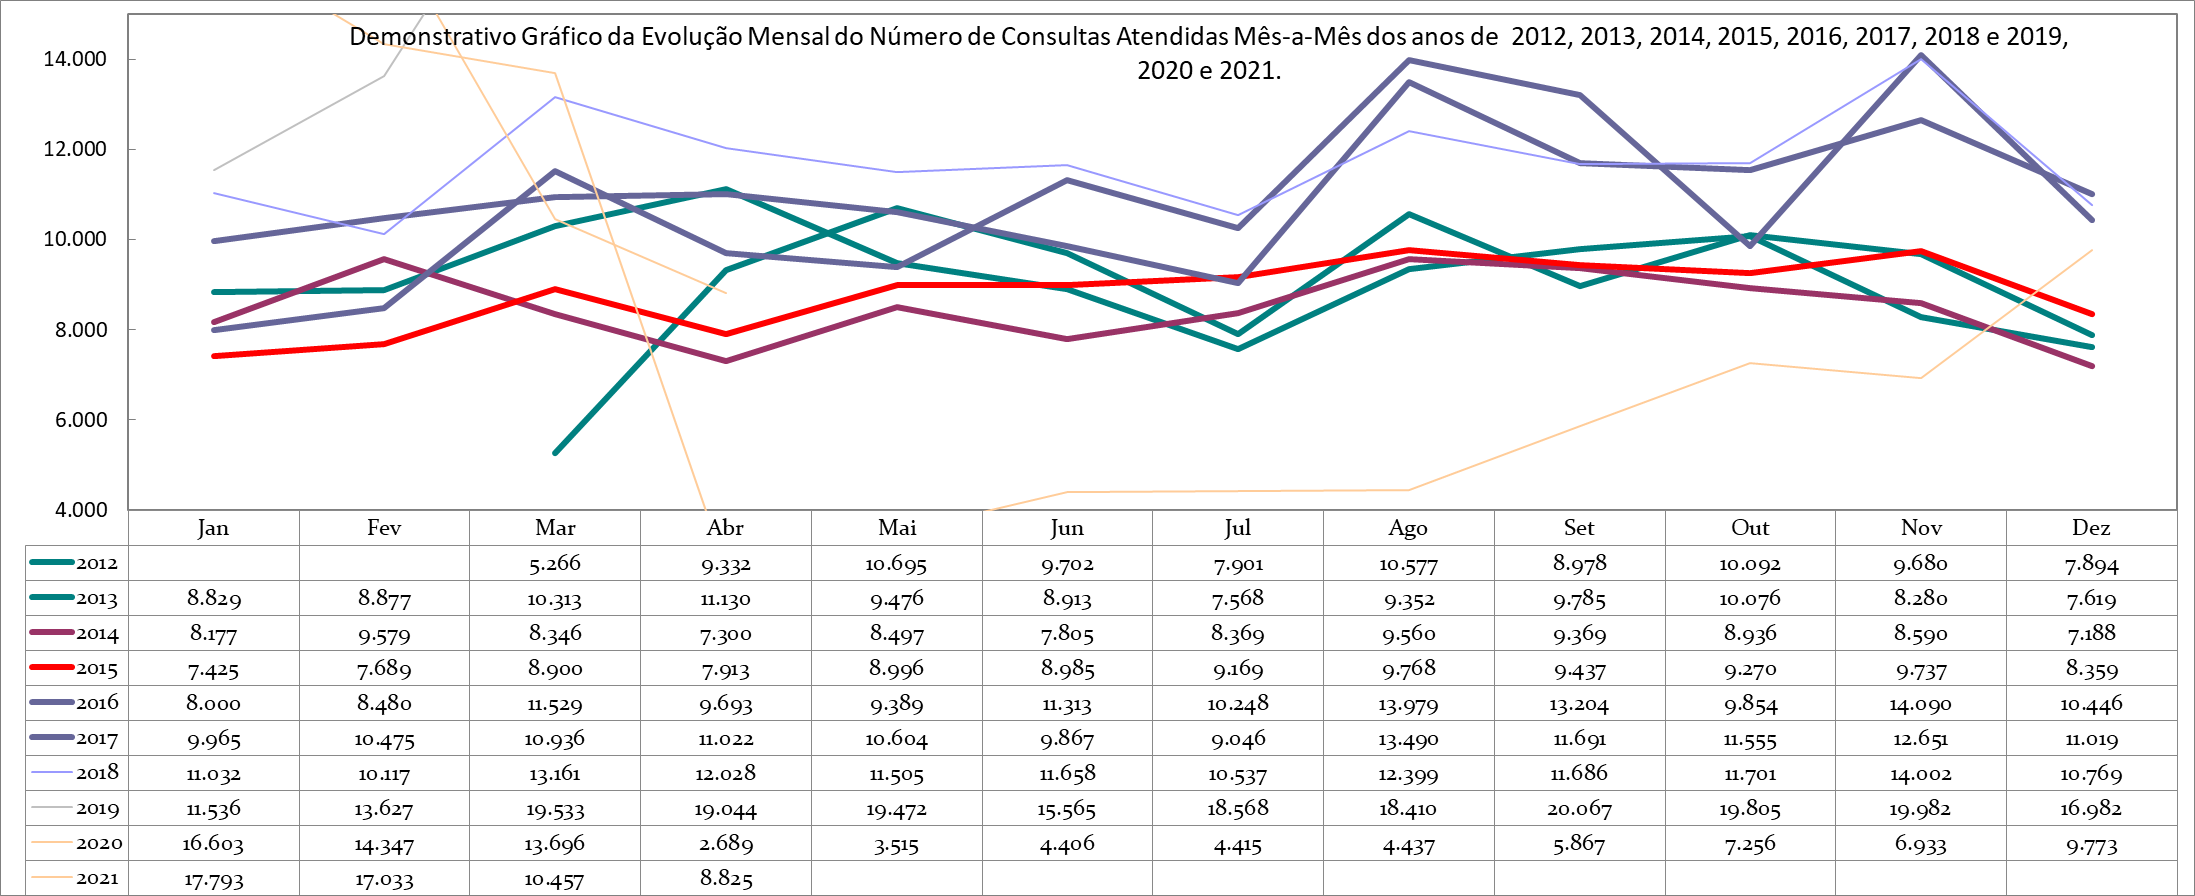 Demonstrativo Gráfico da Evolução Mensal do Número de Consultas Atendidas Mês-a-Mês dos anos de 2012, 2013, 2014, 2015, 2016, 2017, 2018 e 2019,
2020 e 2021.
14.000
12.000
10.000
8.000
6.000
4.000
Jan Fev Mar Abr Mai Jun Jul Ago Set Out Nov Dez
2012 5.266 9.332 10.695 9.702 7.901 10.577 8.978 10.092 9.680 7.894
2013 8.829 8.877 10.313 11.130 9.476 8.913 7.568 9.352 9.785 10.076 8.280 7.619
2014 8.177 9.579 8.346 7.300 8.497 7.805 8.369 9.560 9.369 8.936 8.590 7.188
2015 7.425 7.689 8.900 7.913 8.996 8.985 9.169 9.768 9.437 9.270 9.737 8.359
2016 8.000 8.480 11.529 9.693 9.389 11.313 10.248 13.979 13.204 9.854 14.090 10.446
2017 9.965 10.475 10.936 11.022 10.604 9.867 9.046 13.490 11.691 11.555 12.651 11.019
2018 11.032 10.117 13.161 12.028 11.505 11.658 10.537 12.399 11.686 11.701 14.002 10.769
2019 11.536 13.627 19.533 19.044 19.472 15.565 18.568 18.410 20.067 19.805 19.982 16.982
2020 16.603 14.347 13.696 2.689 3.515 4.406 4.415 4.437 5.867 7.256 6.933 9.773
2021 17.793 17.033 10.457 8.825